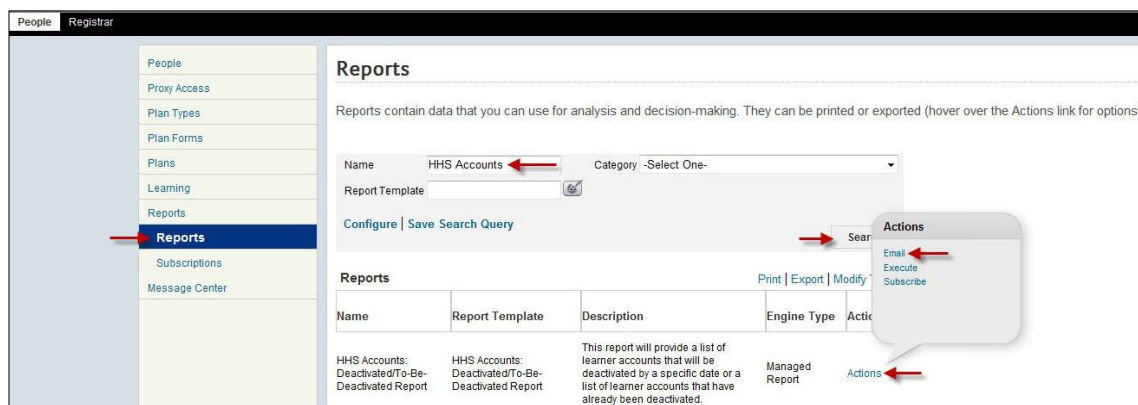 People Registrar
People
Proxy Access
Plan Types
Plan Forms
Plans
Learning
Reports
Reports
Subscriptions
Message Center
Reports
Reports contain data that you can use for analysis and decision-making. They can be printed or exported (hover over the Actions link for options
Name HHS Accounts Category -Select One-
Report Template
Configure | Save Search Query
Sear
Actions
Email
Execute
Subscribe
Reports
Print | Export | Modify
Name Report Template Description Engine Type Actio
HHS Accounts:
Deactivated/To-Be-
Deactivated Report
HHS Accounts:
Deactivated/To-Be-
Deactivated Report
This report will provide a list of
learner accounts that will be
deactivated by a specific date or a
list of learner accounts that have
already been deactivated.
Managed
Report
Actions